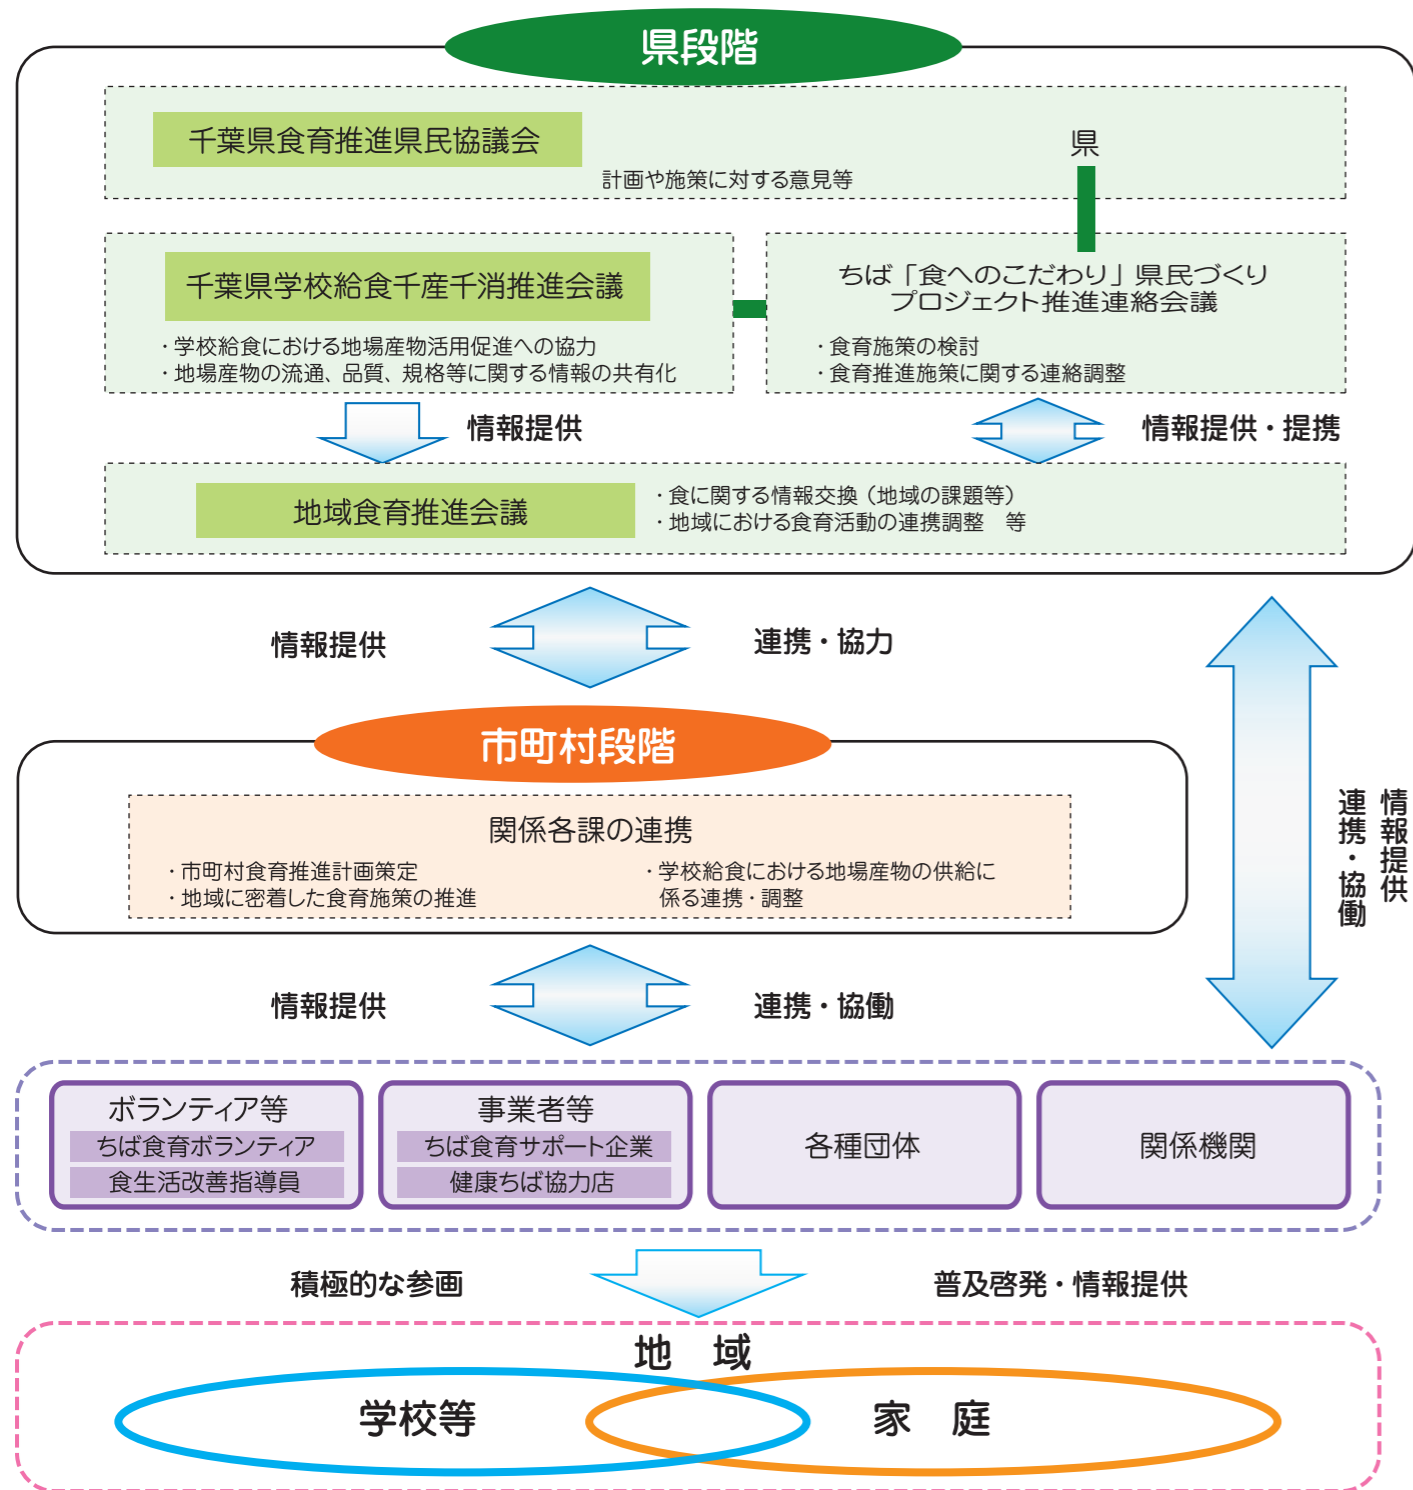 県段階
千葉県食育推進県民協議会
県
計画や施策に対する意見等
千葉県学校給食千産千消推進会議
・学校給食における地場産物活用促進への協力
・地場産物の流通、品質、規格等に関する情報の共有化
ちば「食へのこだわり」県民づくり
プロジェクト推進連絡会議
・食育施策の検討
・食育推進施策に関する連絡調整
情報提供
情報提供・提携
地域食育推進会議
・食に関する情報交換（地域の課題等）
・地域における食育活動の連携調整　等
情報提供
連携・協力
市町村段階
関係各課の連携
・市町村食育推進計画策定
・地域に密着した食育施策の推進
・学校給食における地場産物の供給に
係る連携・調整
情報提供
連携・協働
情報提供
連携・協働
ボランティア等
ちば食育ボランティア
食生活改善指導員
事業者等
ちば食育サポート企業
健康ちば協力店
各種団体
関係機関
積極的な参画
普及啓発・情報提供
地　域
学校等
家　庭